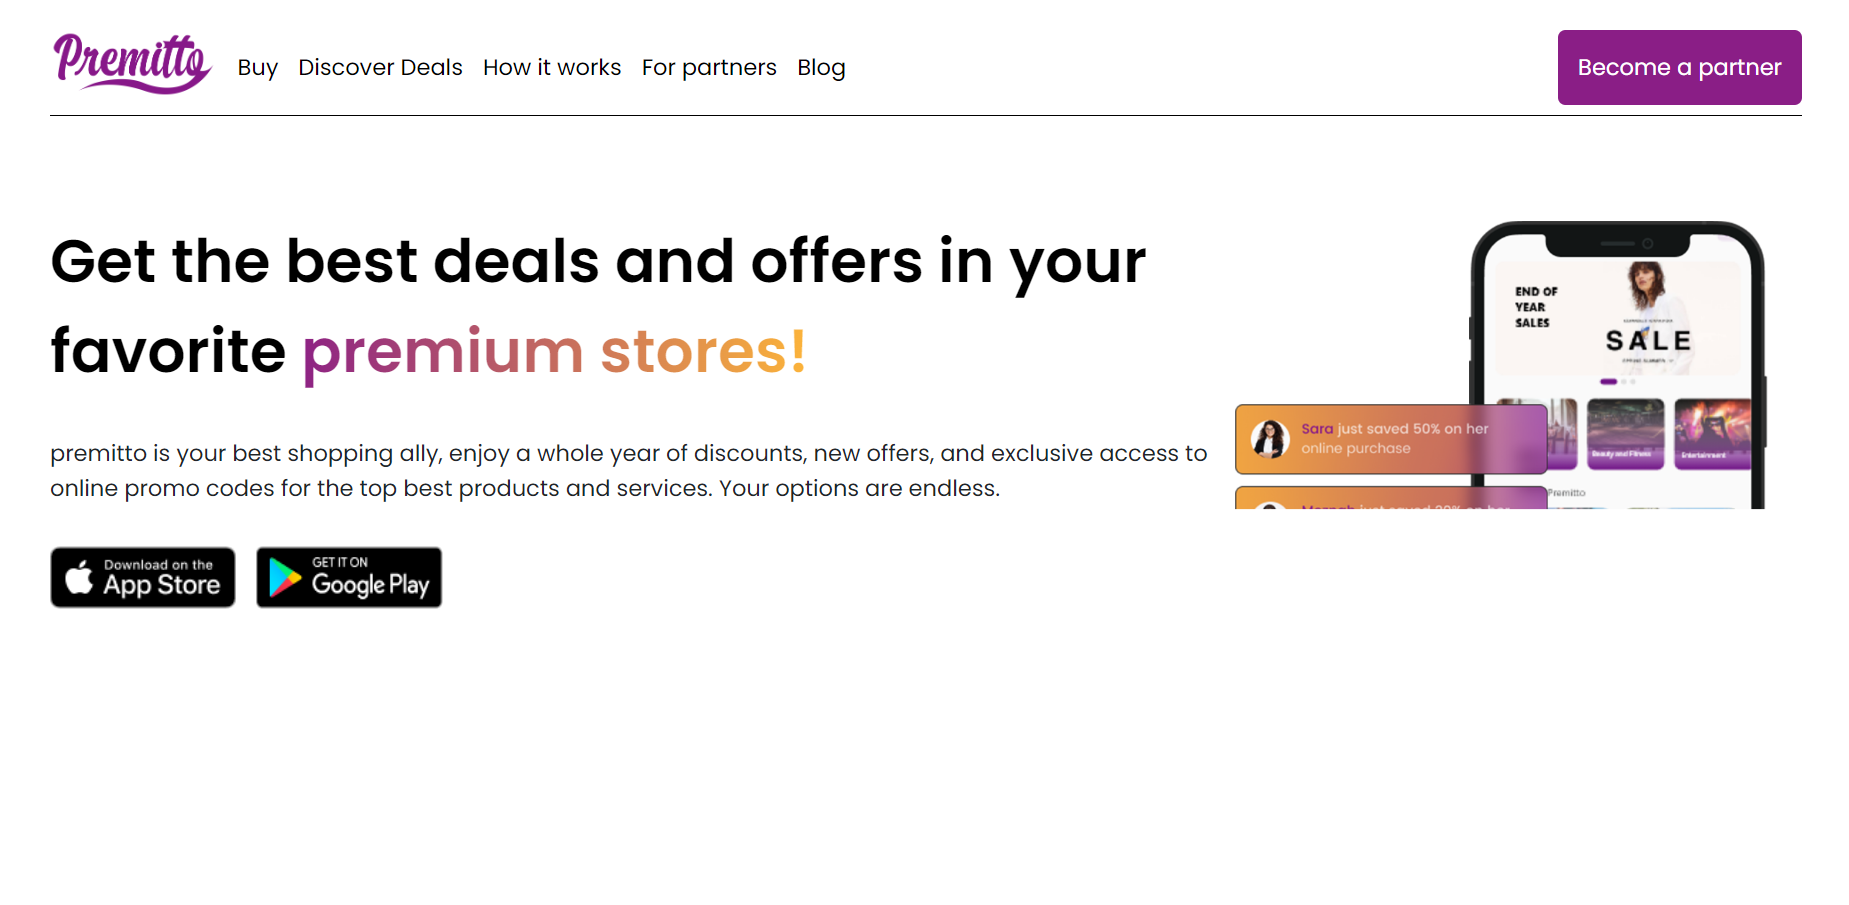 Premitto
Buy
Discover Deals
How it works
For partners
Blog
Become a partner
Get the best deals and offers in your
favorite premium stores!
premitto is your best shopping ally, enjoy a whole year of discounts, new offers, and exclusive access to
online promo codes for the top best products and services. Your options are endless.
Download on the
App Store
GET IT ON
Google Play
END OF
YEAR
SALES
SALE
Sara just saved 50% on her
online purchase
Beauty and Fitness
Entertainment
Premitto